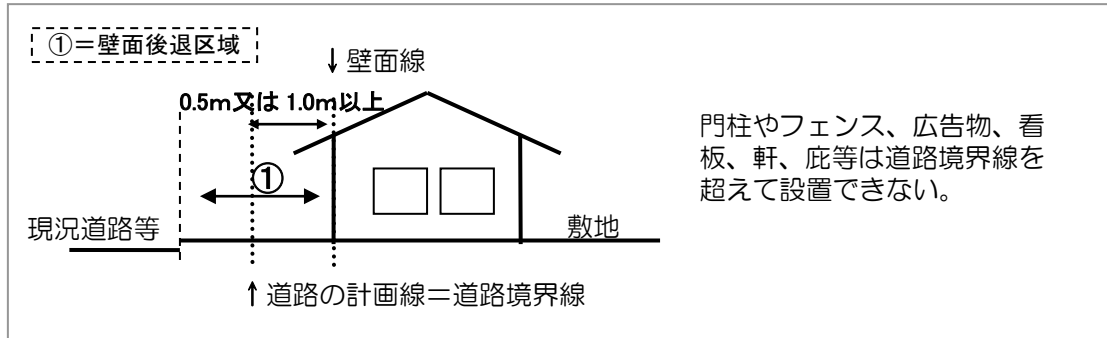 ①＝壁面後退区域
↓壁面線
0.5m又は 1.0m以上
①
現況道路等
敷地
↑道路の計画線＝道路境界線
門柱やフェンス、広告物、看
板、軒、庇等は道路境界線を
超えて設置できない。